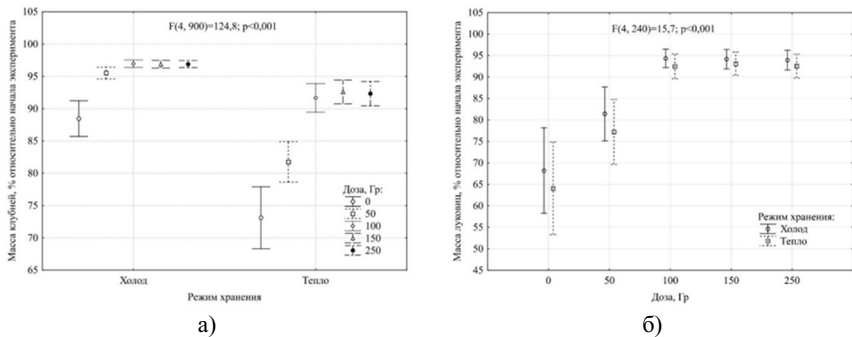 F(4, 900)=124,8; p<0,001
Масса клубней, % относительно начала эксперимента
100
95
90
85
80
75
70
65
Доза, Гр:
0
50
100
150
250
Холод
Тепло
Режим хранения
а)
F(4, 240)=15,7; p<0,001
Масса луковиц, % относительно начала эксперимента
105
100
95
90
85
80
75
70
65
60
55
50
45
Режим хранения:
Холод
Тепло
0
50
100
150
250
Доза, Гр
б)